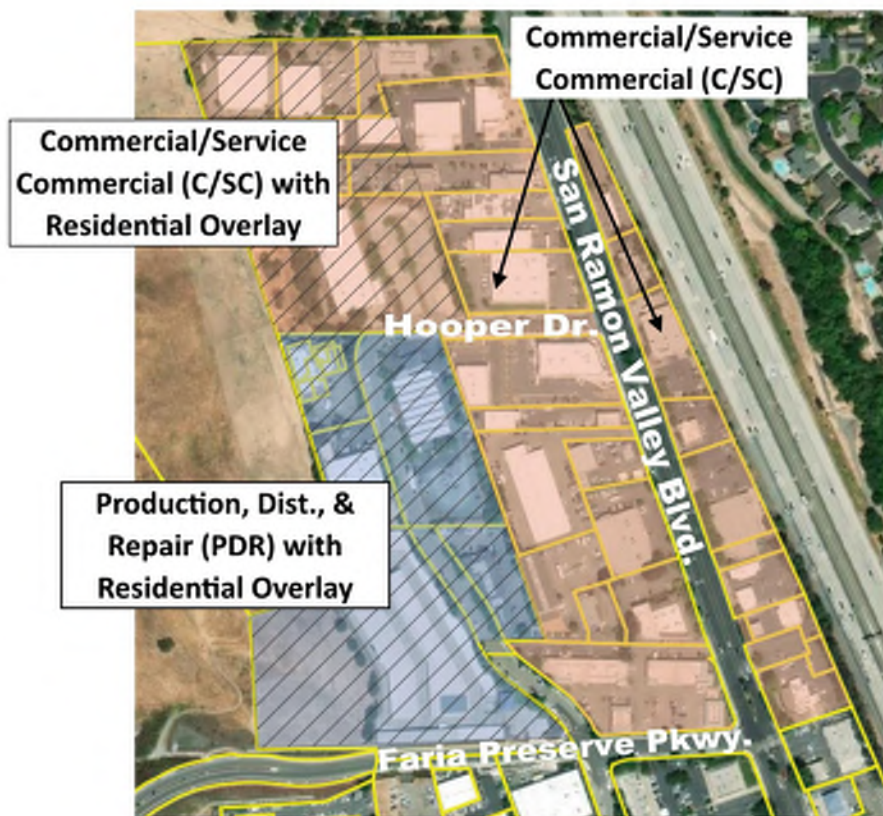 Commercial/Service
Commercial (C/SC)
Commercial/Service
Commercial (C/SC) with
Residential Overlay
San Ramon Valley Blvd.
Hooper Dr.
Production, Dist., &
Repair (PDR) with
Residential Overlay
Faria Preserve Pkwy.